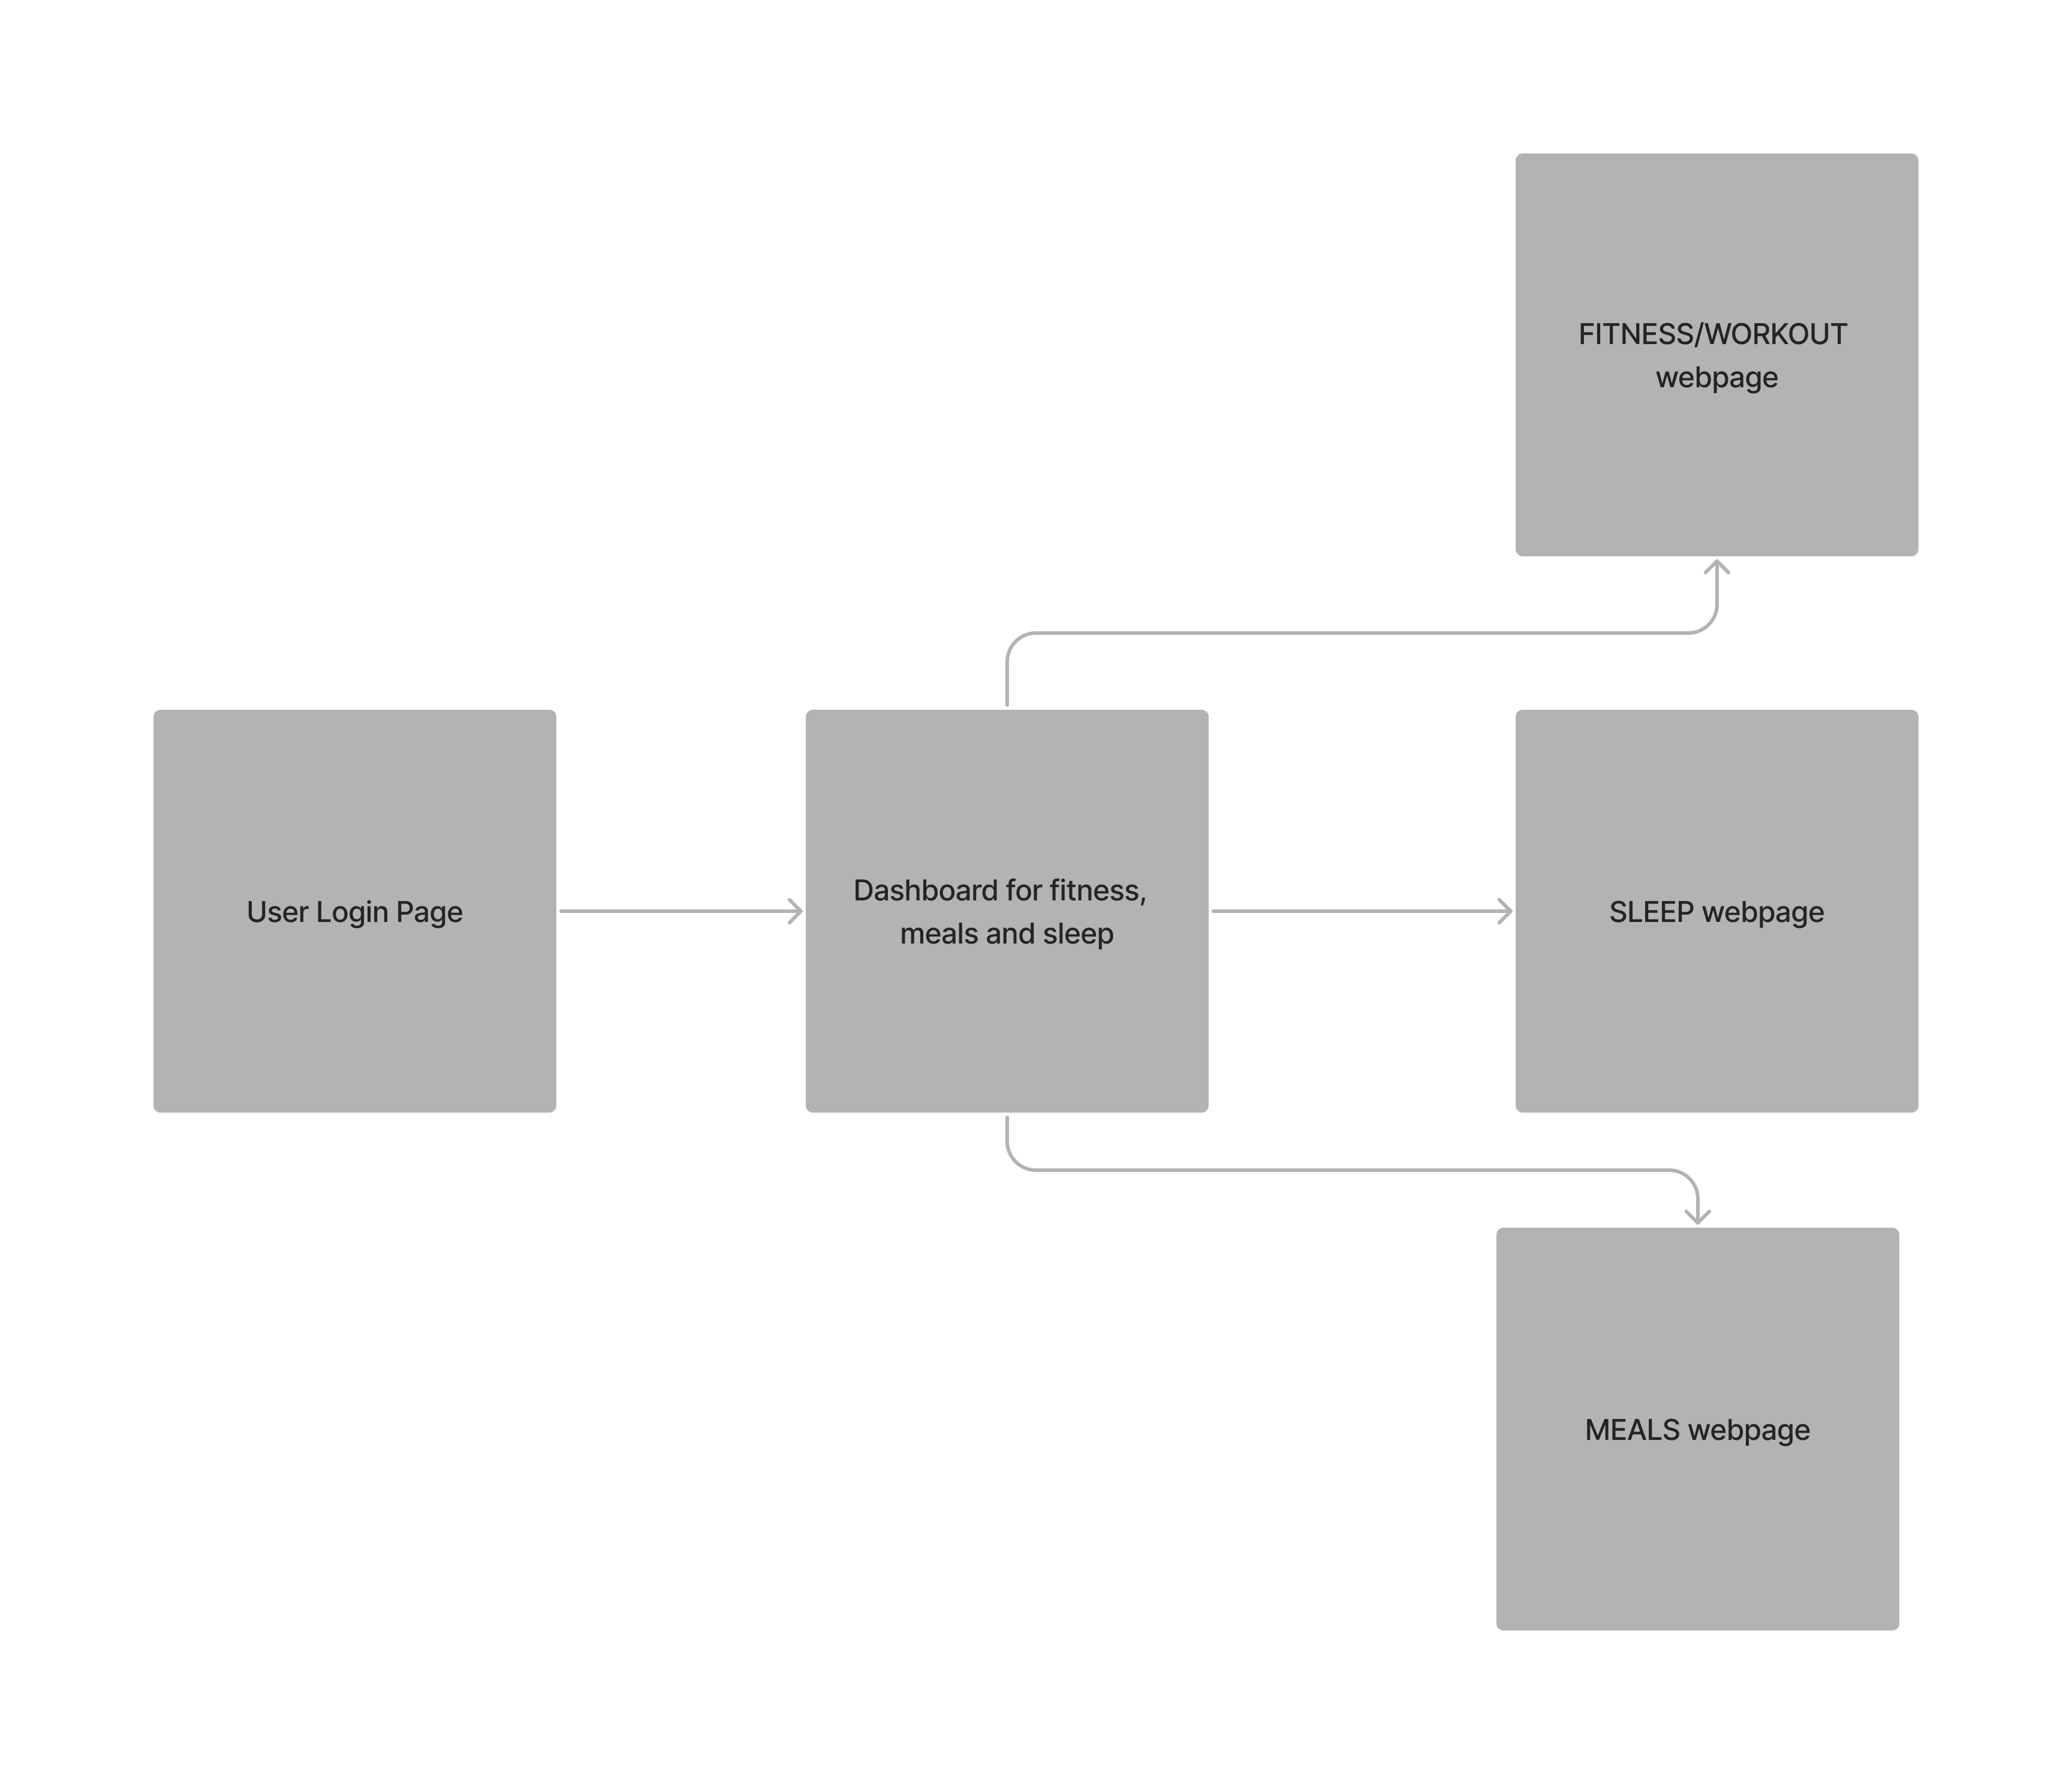 FITNESS/WORKOUT
webpage
User Login Page
Dashboard for fitness,
meals and sleep
SLEEP webpage
MEALS webpage